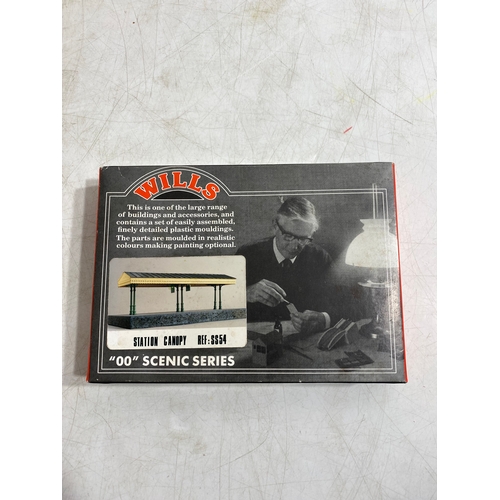 WILLS
This is one of the large range
of buildings and accessories, and
contains a set of easily assembled,
finely detailed plastic mouldings.
The parts are moulded in realistic
colours making painting optional.
STATION CANOPY REF:SS54
"OO" SCENIC SERIES